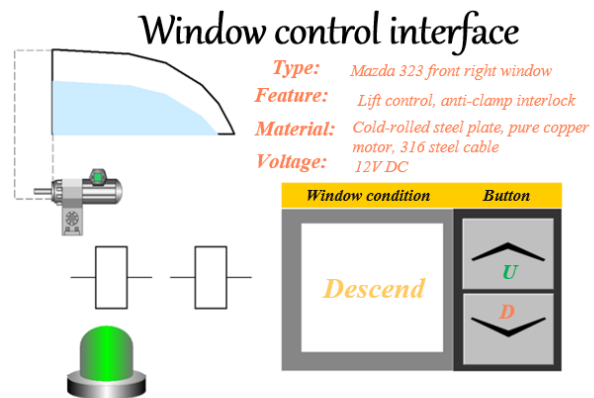 Window control interface
Type: Mazda 323 front right window
Feature: Lift control, anti-clamp interlock
Material: Cold-rolled steel plate, pure copper
motor, 316 steel cable
Voltage: 12V DC
Window condition Button
U
Descend
D